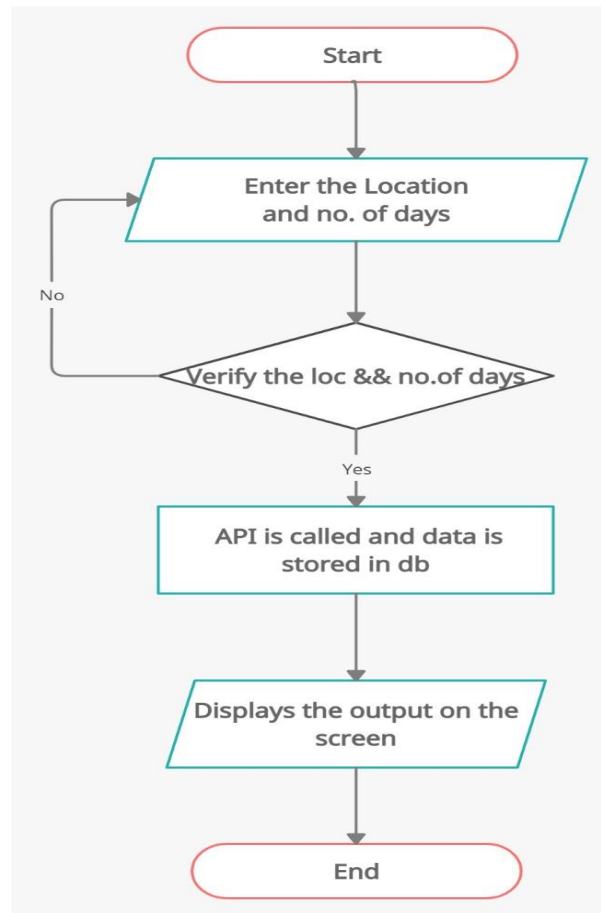 Start
Enter the Location
and no. of days
No
Verify the loc && no.of days
Yes
API is called and data is
stored in db
Displays the output on the
screen
End